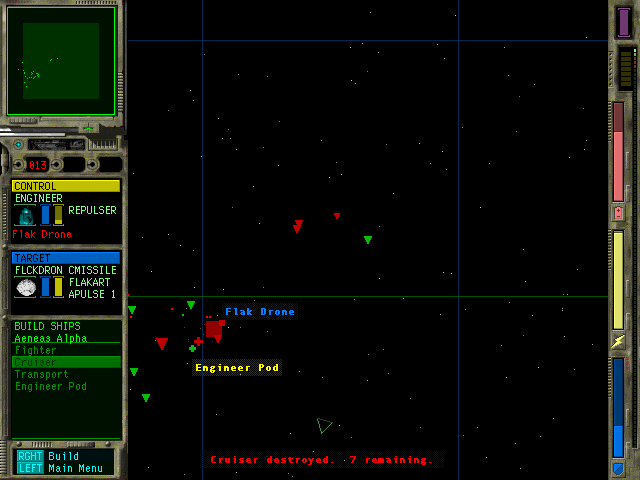 013
CONTROL
ENGINEER
REPULSER
Flak Drone
TARGET
FLCKDRON CMISSILE
FLAKART
APULSE 1
BUILD SHIPS
Aeneas Alpha
Fighter
Cruiser
Transport
Engineer Pod
RGHT Build
LEFT Main Menu
Flak Drone
Engineer Pod
Cruiser destroyed. 7 remaining.